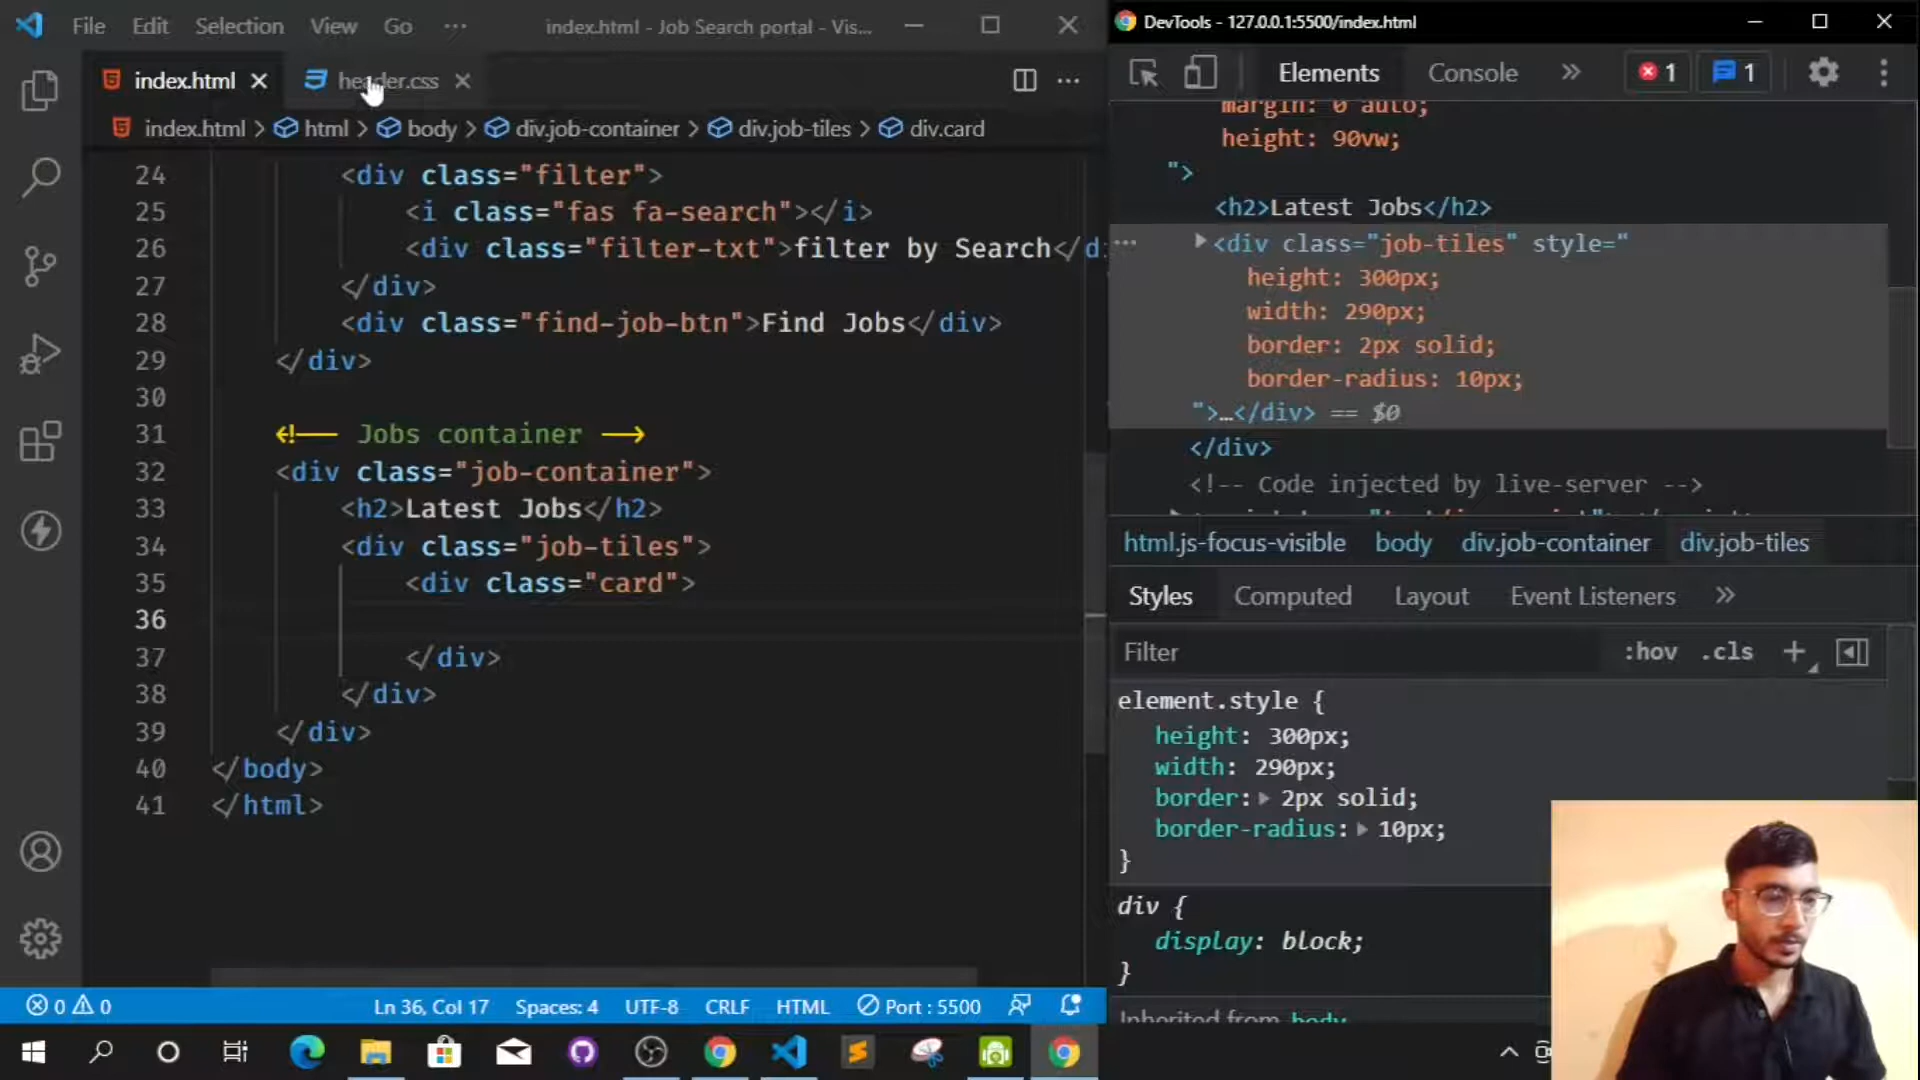 File Edit Selection View Go ··· index.html - Job Search portal - Vis...
index.html header.css
index.html > html > body > div.job-container > div.job-tiles > div.card
24 <div class="filter">
25 <i class="fas fa-search"></i>
26 <div class="filter-txt">filter by Search</di
27 </div>
28 <div class="find-job-btn">Find Jobs</div>
29 </div>
30
31 <!-- Jobs container -->
32 <div class="job-container">
33 <h2>Latest Jobs</h2>
34 <div class="job-tiles">
35 <div class="card">
36
37 </div>
38 </div>
39 </div>
40 </body>
41 </html>
0 0 Ln 36, Col 17 Spaces: 4 UTF-8 CRLF HTML Port : 5500
DevTools - 127.0.0.1:5500/index.html
Elements Console » 1 1
margin: 0 auto;
height: 90vw;
">
<h2>Latest Jobs</h2>
<div class="job-tiles" style="
height: 300px;
width: 290px;
border: 2px solid;
border-radius: 10px;
">…</div> == $0
</div>
<!-- Code injected by live-server -->
html.js-focus-visible body div.job-container div.job-tiles
Styles Computed Layout Event Listeners »
Filter :hov .cls +
element.style {
height: 300px;
width: 290px;
border: 2px solid;
border-radius: 10px;
}
div {
display: block;
}
Inherited from body